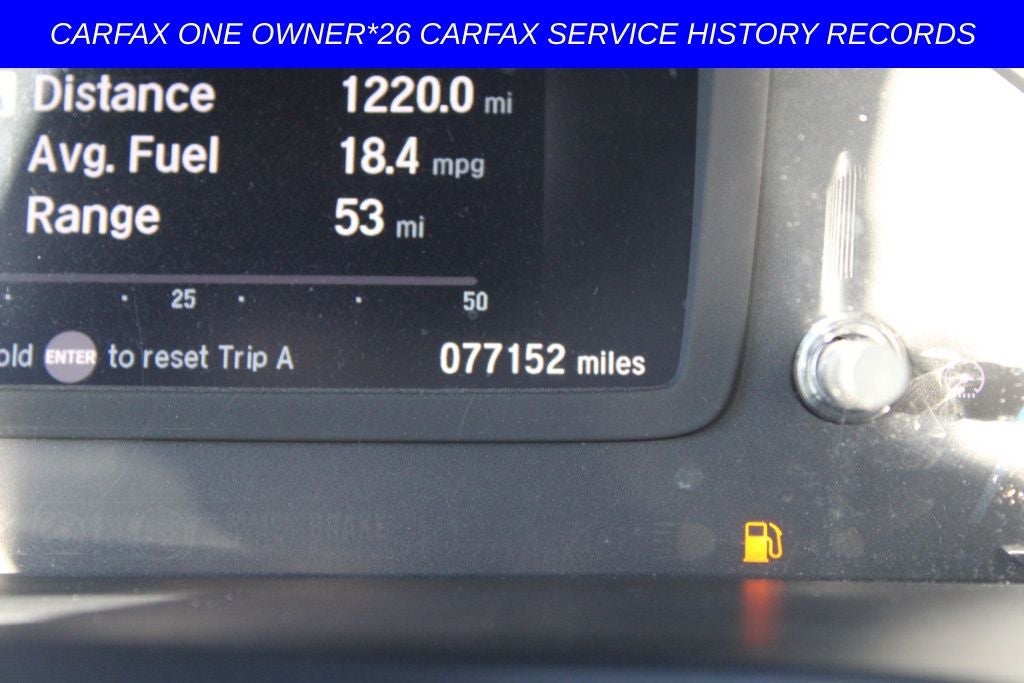 CARFAX ONE OWNER*26 CARFAX SERVICE HISTORY RECORDS
Distance 1220.0 mi
Avg. Fuel 18.4 mpg
Range 53 mi
25 50
old ENTER to reset Trip A 077152 miles
BRAKE